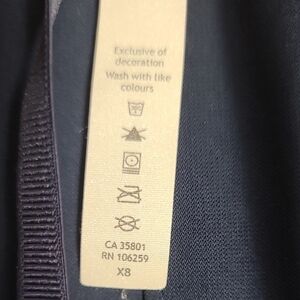 Exclusive of
decoration
Wash with like
colours
CA 35801
RN 106259
X8